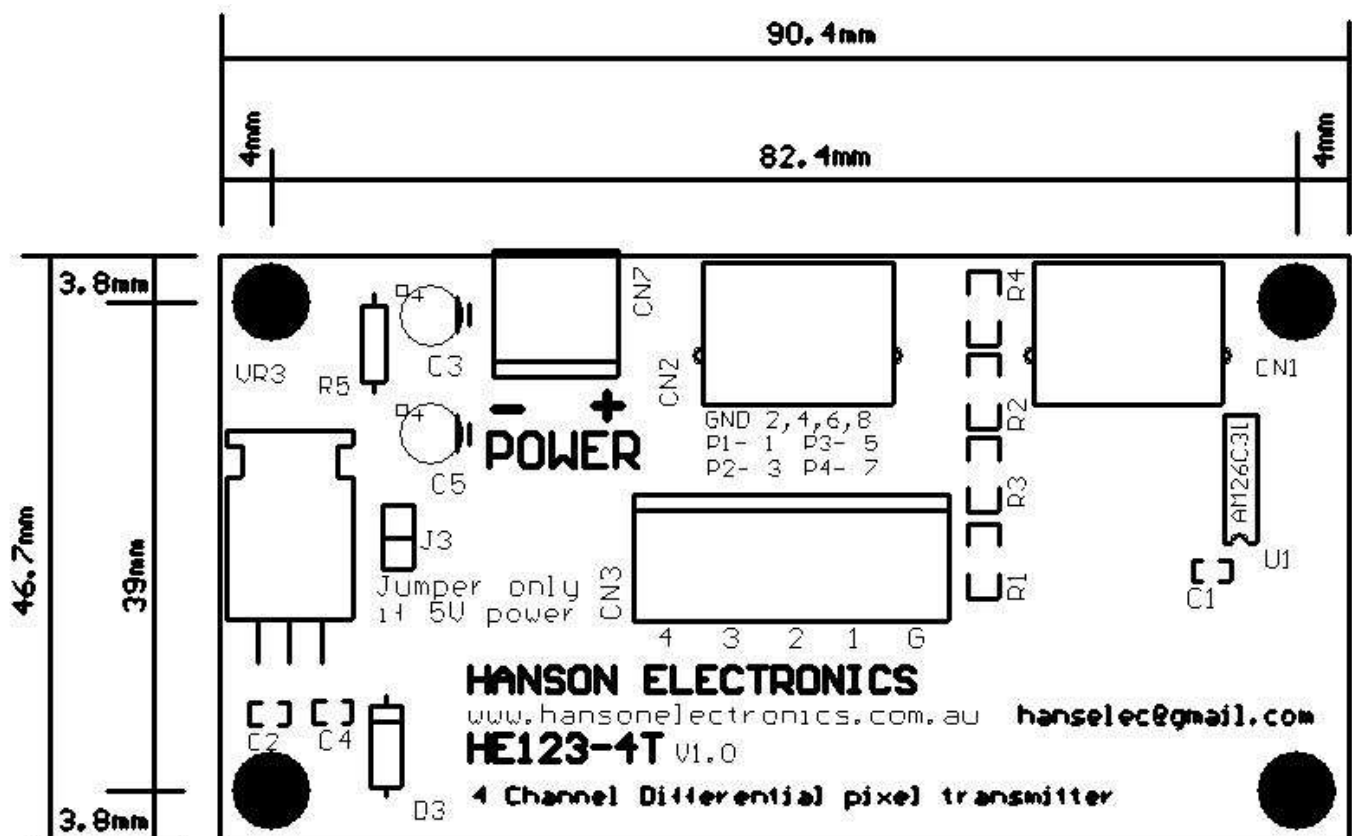 90.4mm
4mm
82.4mm
4mm
3.8mm
46.7mm
39mm
3.8mm
VR3
R5
C3
CN7
CN2
R4
CN1
- +
POWER
C5
GND 2,4,6,8
P1- 1 P3- 5
P2- 3 P4- 7
R2
AM26C31
R3
J3
U1
Jumper only
if 5V power
CN3
R1
C1
4 3 2 1 G
HANSON ELECTRONICS
www.hansonelectronics.com.au
hanselec@gmail.com
C2 C4
HE123-4T V1.0
D3
4 Channel Differential pixel transmitter